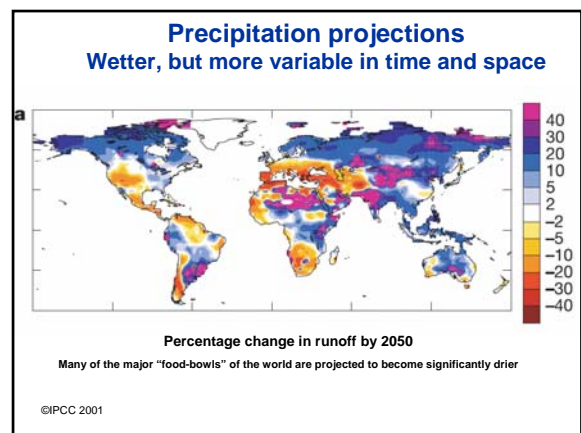 Precipitation projections
Wetter, but more variable in time and space
a
40
30
20
10
5
2
−2
−5
−10
−20
−30
−40
Percentage change in runoff by 2050
Many of the major “food-bowls” of the world are projected to become significantly drier
©IPCC 2001